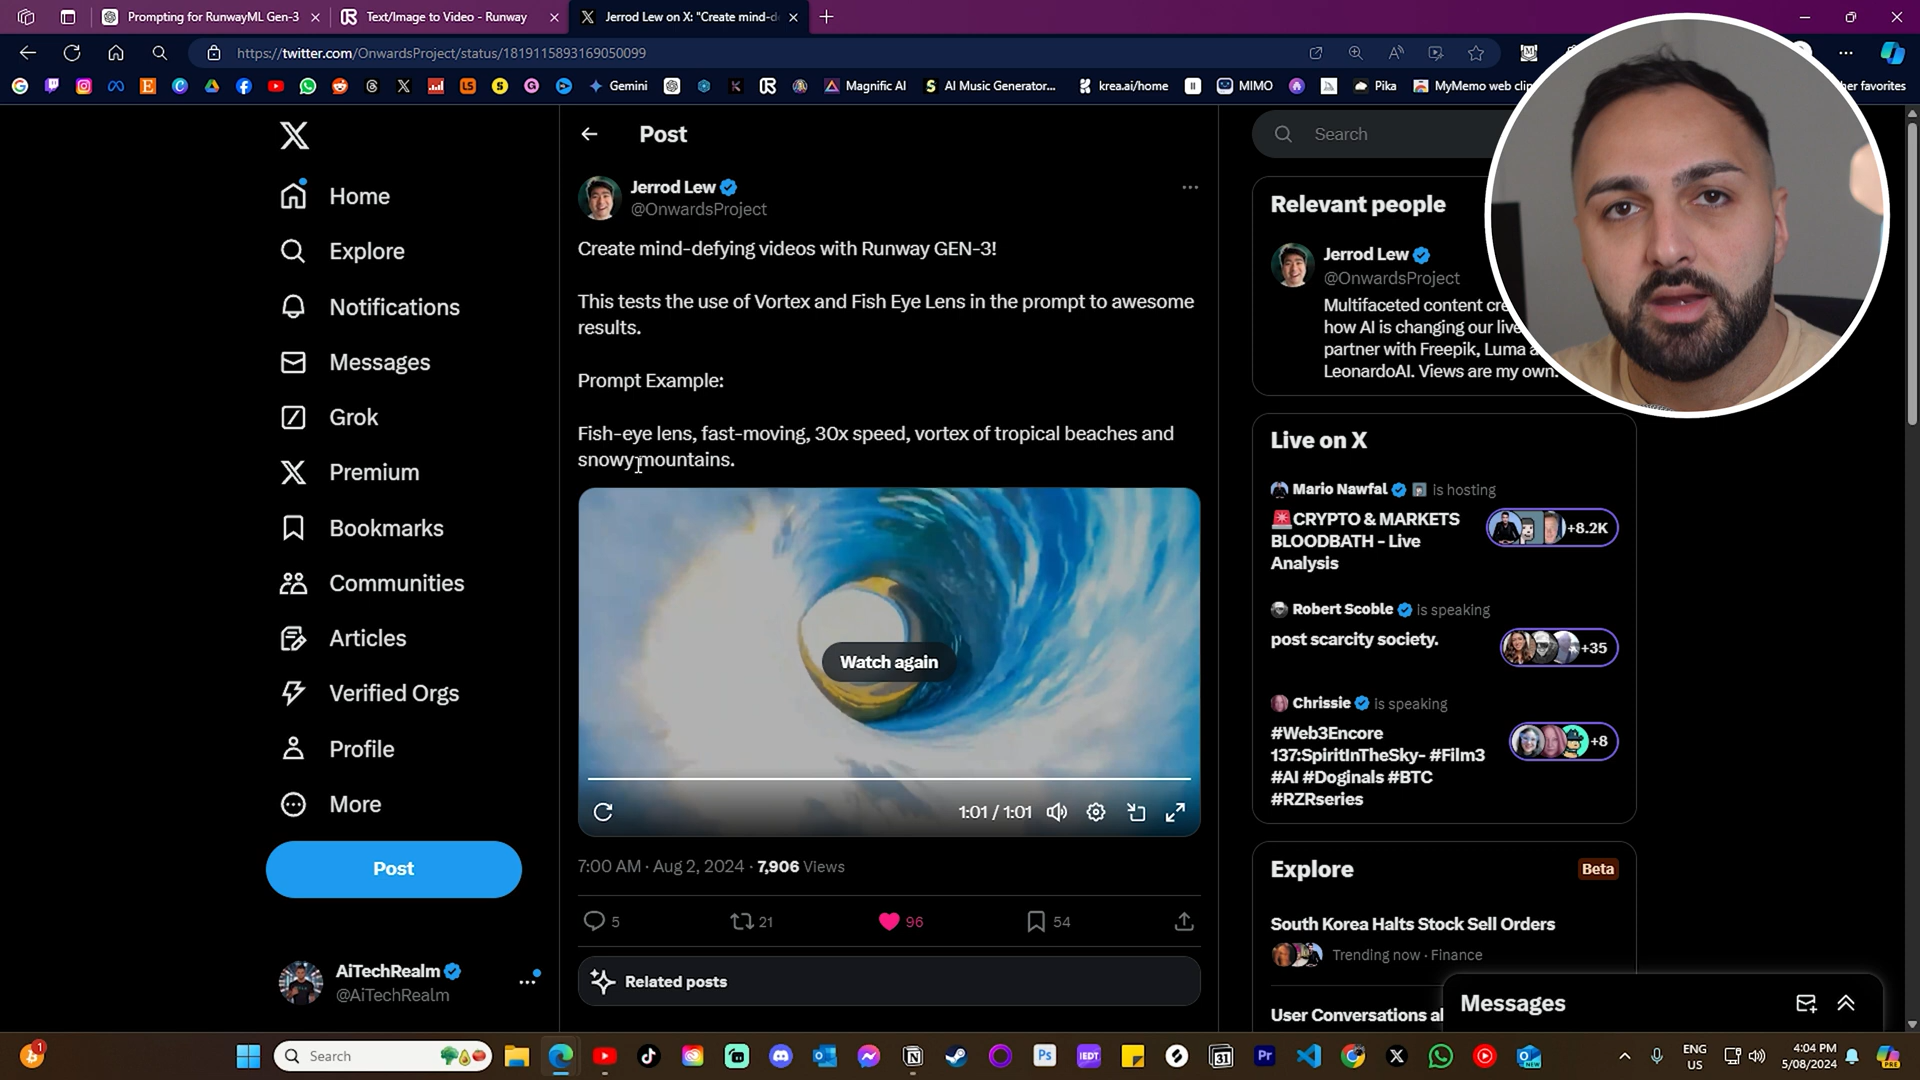 Prompting for RunwayML Gen-3
Text/Image to Video - Runway
Jerrod Lew on X: "Create mind-d
https://twitter.com/OnwardsProject/status/1819115893169050099
Gemini
Magnific AI
AI Music Generator...
krea.ai/home
MIMO
Pika
MyMemo web clip
her favorites
Home
Explore
Notifications
Messages
Grok
Premium
Bookmarks
Communities
Articles
Verified Orgs
Profile
More
Post
AiTechRealm
@AiTechRealm
Post
Jerrod Lew
@OnwardsProject
Create mind-defying videos with Runway GEN-3!
This tests the use of Vortex and Fish Eye Lens in the prompt to awesome
results.
Prompt Example:
Fish-eye lens, fast-moving, 30x speed, vortex of tropical beaches and
snowy mountains.
Watch again
1:01 / 1:01
7:00 AM · Aug 2, 2024 · 7,906 Views
5
21
96
54
Related posts
Search
Relevant people
Jerrod Lew
@OnwardsProject
Multifaceted content cre
how AI is changing our live
partner with Freepik, Luma a
LeonardoAI. Views are my own.
Live on X
Mario Nawfal is hosting
🚨CRYPTO & MARKETS
BLOODBATH - Live
Analysis
+8.2K
Robert Scoble is speaking
post scarcity society.
+35
Chrissie is speaking
#Web3Encore
137:SpiritInTheSky- #Film3
#AI #Doginals #BTC
#RZRseries
+8
Explore
Beta
South Korea Halts Stock Sell Orders
Trending now · Finance
User Conversations a
Messages
Search
ENG
US
4:04 PM
5/08/2024